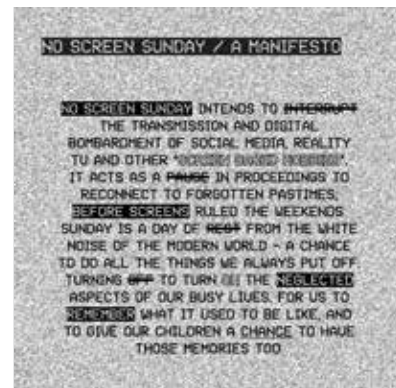 NO SCREEN SUNDAY / A MANIFESTO
NO SCREEN SUNDAY INTENDS TO INTERRUPT
THE TRANSMISSION AND DIGITAL
BOMBARDMENT OF SOCIAL MEDIA, REALITY
TV AND OTHER "SCREEN BASED HOBBIES".
IT ACTS AS A PAUSE IN PROCEEDINGS TO
RECONNECT TO FORGOTTEN PASTIMES.
BEFORE SCREENS RULED THE WEEKENDS
SUNDAY IS A DAY OF REST FROM THE WHITE
NOISE OF THE MODERN WORLD - A CHANCE
TO DO ALL THE THINGS WE ALWAYS PUT OFF
TURNING OFF TO TURN ON THE NEGLECTED
ASPECTS OF OUR BUSY LIVES, FOR US TO
REMEMBER WHAT IT USED TO BE LIKE, AND
TO GIVE OUR CHILDREN A CHANCE TO HAVE
THOSE MEMORIES TOO